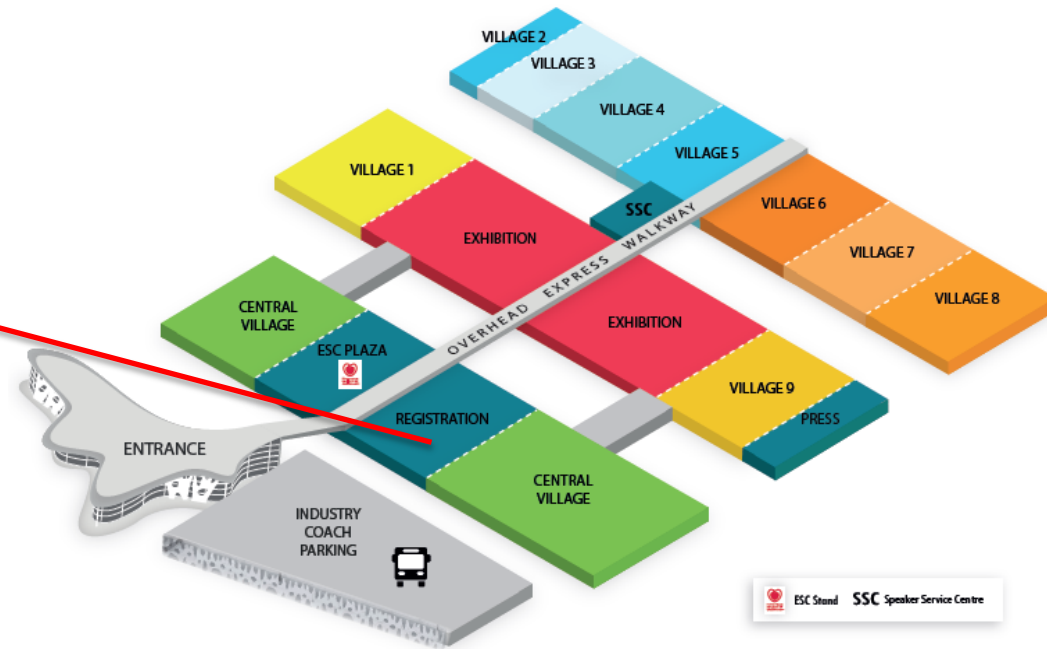 VILLAGE 2
VILLAGE 3
VILLAGE 4
VILLAGE 5
VILLAGE 1
SSC
VILLAGE 6
VILLAGE 7
VILLAGE 8
EXHIBITION
OVERHEAD EXPRESS WALKWAY
EXHIBITION
CENTRAL
VILLAGE
ESC PLAZA
REGISTRATION
VILLAGE 9
PRESS
ENTRANCE
CENTRAL
VILLAGE
INDUSTRY
COACH
PARKING
ESC Stand
SSC Speaker Service Centre